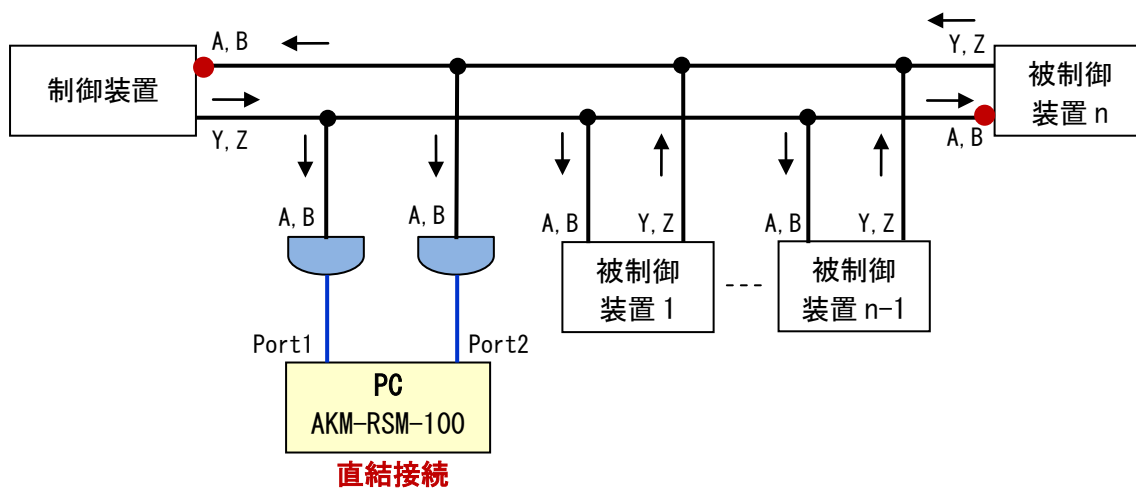 A, B
Y, Z
制御装置
被制御
装置 n
Y, Z
A, B
A, B
A, B
A, B
Y, Z
A, B
Y, Z
被制御
装置 1
---
被制御
装置 n-1
Port1
Port2
PC
AKM-RSM-100
直結接続